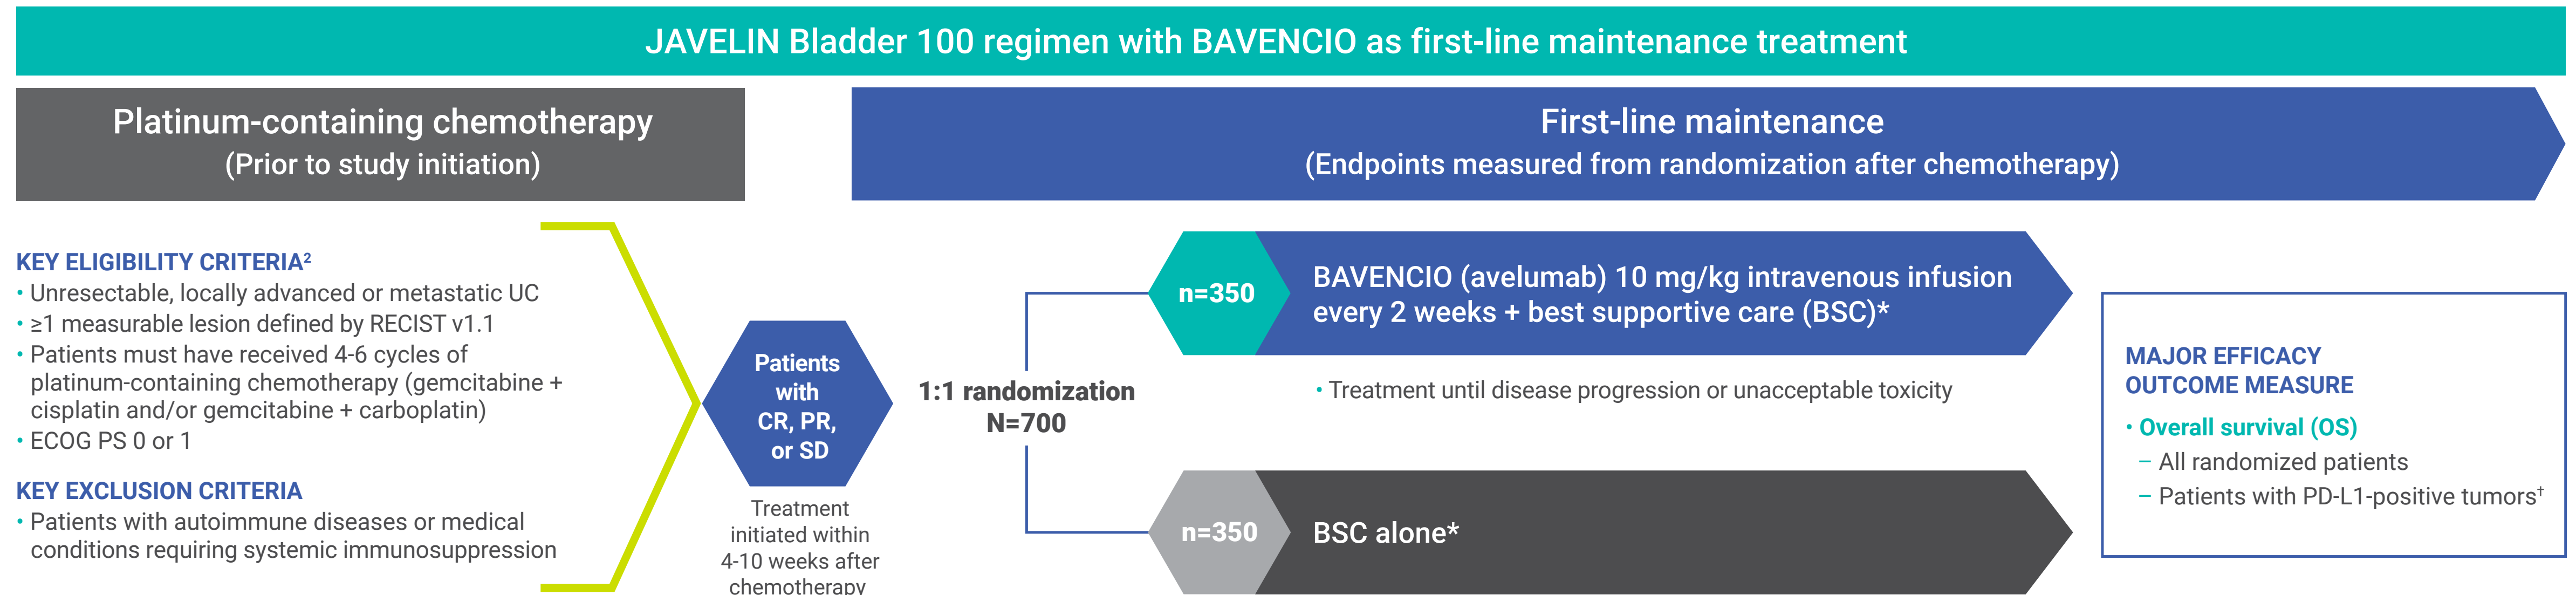 JAVELIN Bladder 100 regimen with BAVENCIO as first-line maintenance treatment
Platinum-containing chemotherapy
(Prior to study initiation)
First-line maintenance
(Endpoints measured from randomization after chemotherapy)
KEY ELIGIBILITY CRITERIA²
• Unresectable, locally advanced or metastatic UC
• ≥1 measurable lesion defined by RECIST v1.1
• Patients must have received 4-6 cycles of
platinum-containing chemotherapy (gemcitabine +
cisplatin and/or gemcitabine + carboplatin)
• ECOG PS 0 or 1
KEY EXCLUSION CRITERIA
• Patients with autoimmune diseases or medical
conditions requiring systemic immunosuppression
Patients
with
CR, PR,
or SD
Treatment
initiated within
4-10 weeks after
chemotherapy
1:1 randomization
N=700
n=350
BAVENCIO (avelumab) 10 mg/kg intravenous infusion
every 2 weeks + best supportive care (BSC)*
• Treatment until disease progression or unacceptable toxicity
n=350
BSC alone*
MAJOR EFFICACY
OUTCOME MEASURE
• Overall survival (OS)
– All randomized patients
– Patients with PD-L1-positive tumors†